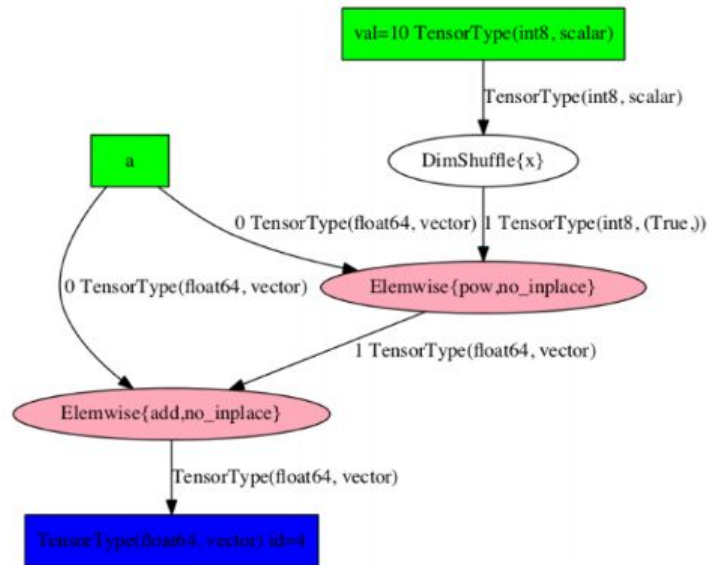 val=10 TensorType(int8, scalar)
TensorType(int8, scalar)
a
DimShuffle{x}
0 TensorType(float64, vector)
1 TensorType(int8, (True,))
0 TensorType(float64, vector)
Elemwise{pow,no_inplace}
1 TensorType(float64, vector)
Elemwise{add,no_inplace}
TensorType(float64, vector)
TensorType(float64, vector) id=4